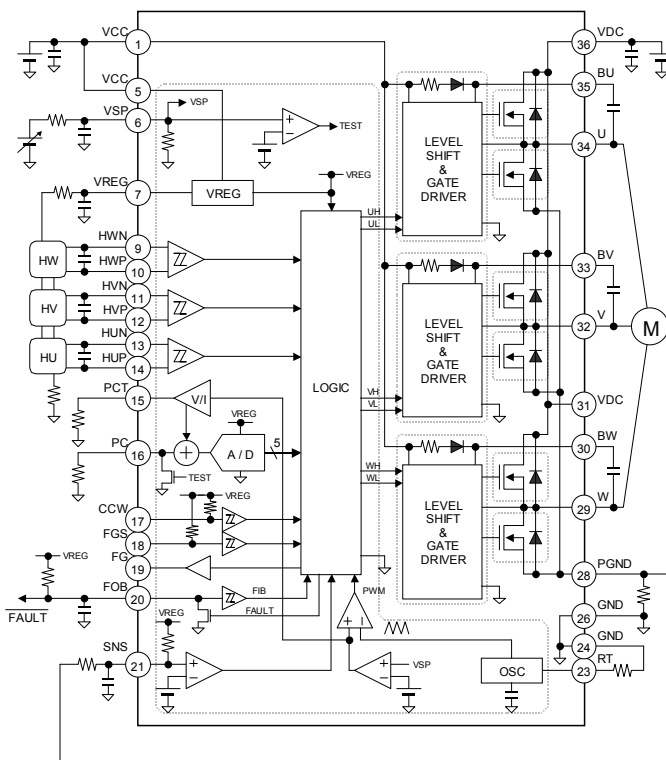 VCC
1
VCC
5
VSP
6
VSP
TEST
VREG
7
VREG
VREG
HWN
9
HWP
10
HW
HVN
11
HVP
12
HV
HUN
13
HUP
14
HU
PCT
15
V/I
PC
16
TEST
VREG
A / D
5
CCW
17
VREG
FGS
18
FG
19
VREG
FOB
20
FIB
FAULT
FAULT
VREG
SNS
21
LOGIC
UH
UL
VH
VL
WH
WL
PWM
VSP
OSC
LEVEL
SHIFT
&
GATE
DRIVER
LEVEL
SHIFT
&
GATE
DRIVER
LEVEL
SHIFT
&
GATE
DRIVER
VDC
36
BU
35
U
34
BV
33
V
32
M
VDC
31
BW
30
W
29
PGND
28
GND
26
GND
24
RT
23